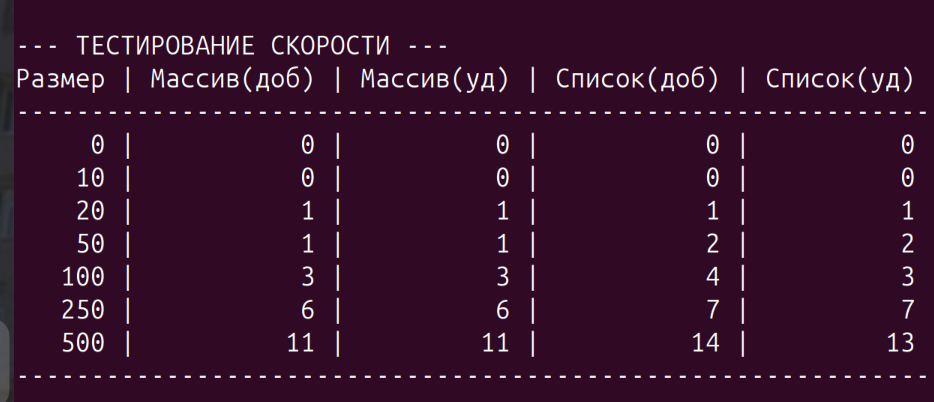 --- ТЕСТИРОВАНИЕ СКОРОСТИ ---
Размер | Массив(доб) | Массив(уд) | Список(доб) | Список(уд)
--------------------------------------------------------------
     0 |           0 |          0 |           0 |          0
    10 |           0 |          0 |           0 |          0
    20 |           1 |          1 |           1 |          1
    50 |           1 |          1 |           2 |          2
   100 |           3 |          3 |           4 |          3
   250 |           6 |          6 |           7 |          7
   500 |          11 |         11 |          14 |         13
--------------------------------------------------------------